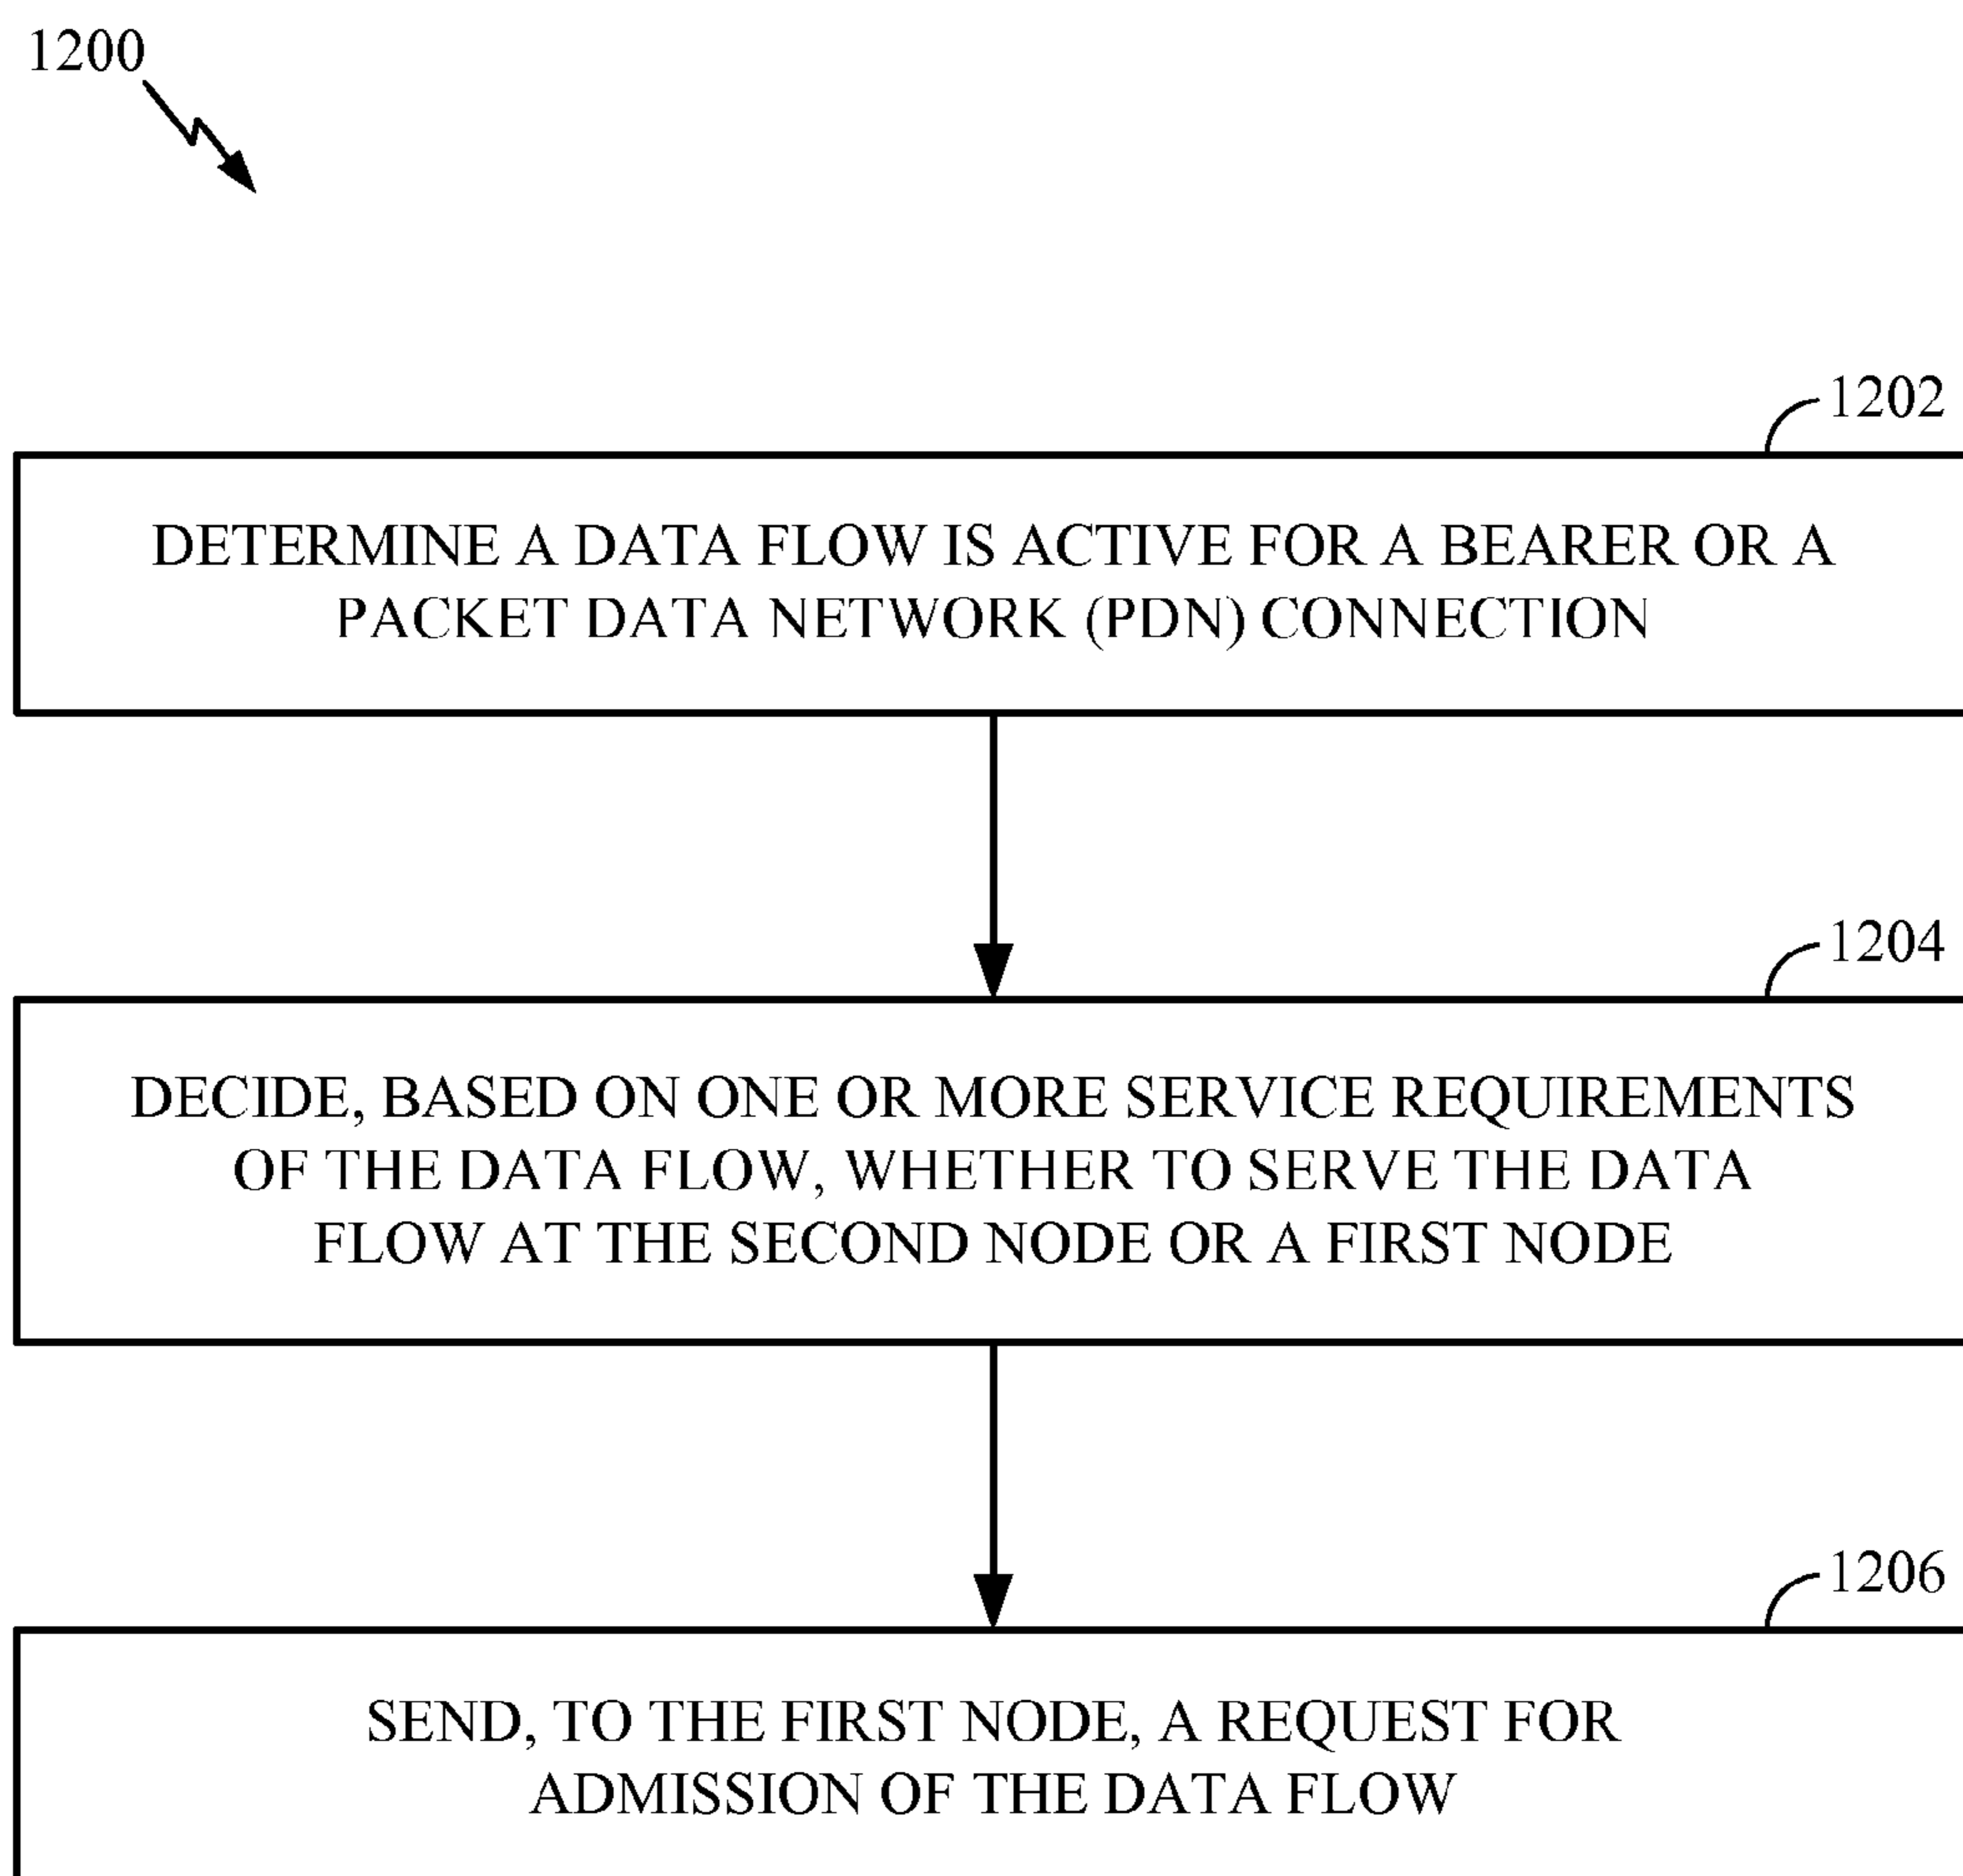 1200
1202
DETERMINE A DATA FLOW IS ACTIVE FOR A BEARER OR A
PACKET DATA NETWORK (PDN) CONNECTION
1204
DECIDE, BASED ON ONE OR MORE SERVICE REQUIREMENTS
OF THE DATA FLOW, WHETHER TO SERVE THE DATA
FLOW AT THE SECOND NODE OR A FIRST NODE
1206
SEND, TO THE FIRST NODE, A REQUEST FOR
ADMISSION OF THE DATA FLOW